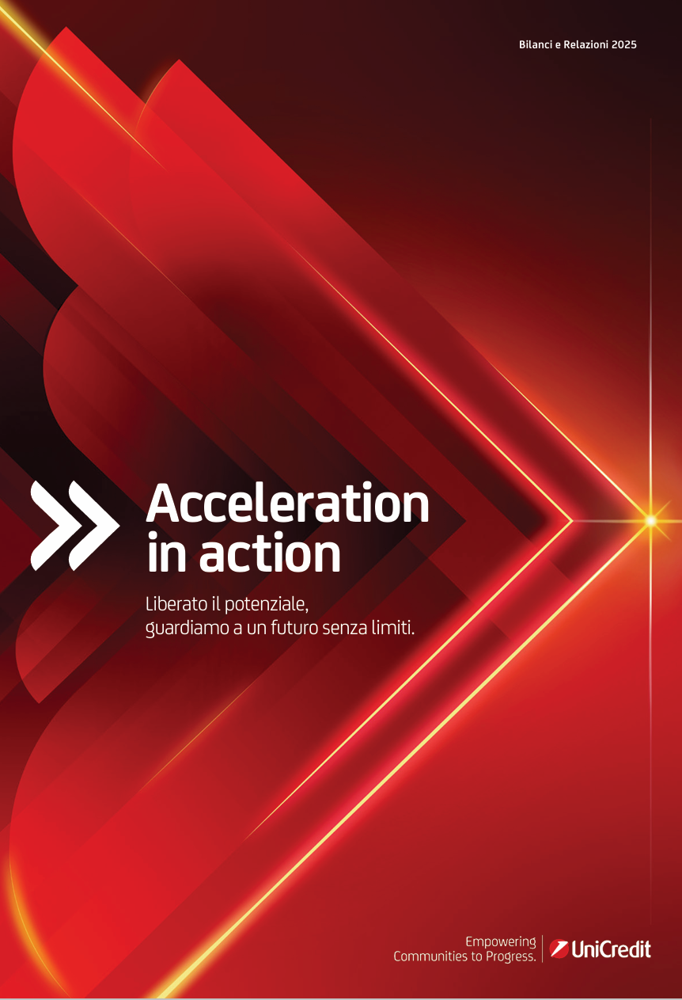 Bilanci e Relazioni 2025
Acceleration
in action
Liberato il potenziale,
guardiamo a un futuro senza limiti.
Empowering
Communities to Progress.
UniCredit